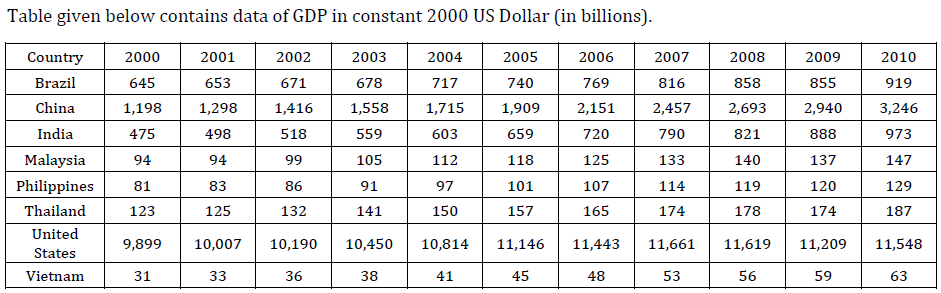 Table given below contains data of GDP in constant 2000 US Dollar (in billions).
Country 2000 2001 2002 2003 2004 2005 2006 2007 2008 2009 2010
Brazil 645 653 671 678 717 740 769 816 858 855 919
China 1,198 1,298 1,416 1,558 1,715 1,909 2,151 2,457 2,693 2,940 3,246
India 475 498 518 559 603 659 720 790 821 888 973
Malaysia 94 94 99 105 112 118 125 133 140 137 147
Philippines 81 83 86 91 97 101 107 114 119 120 129
Thailand 123 125 132 141 150 157 165 174 178 174 187
United
States 9,899 10,007 10,190 10,450 10,814 11,146 11,443 11,661 11,619 11,209 11,548
Vietnam 31 33 36 38 41 45 48 53 56 59 63